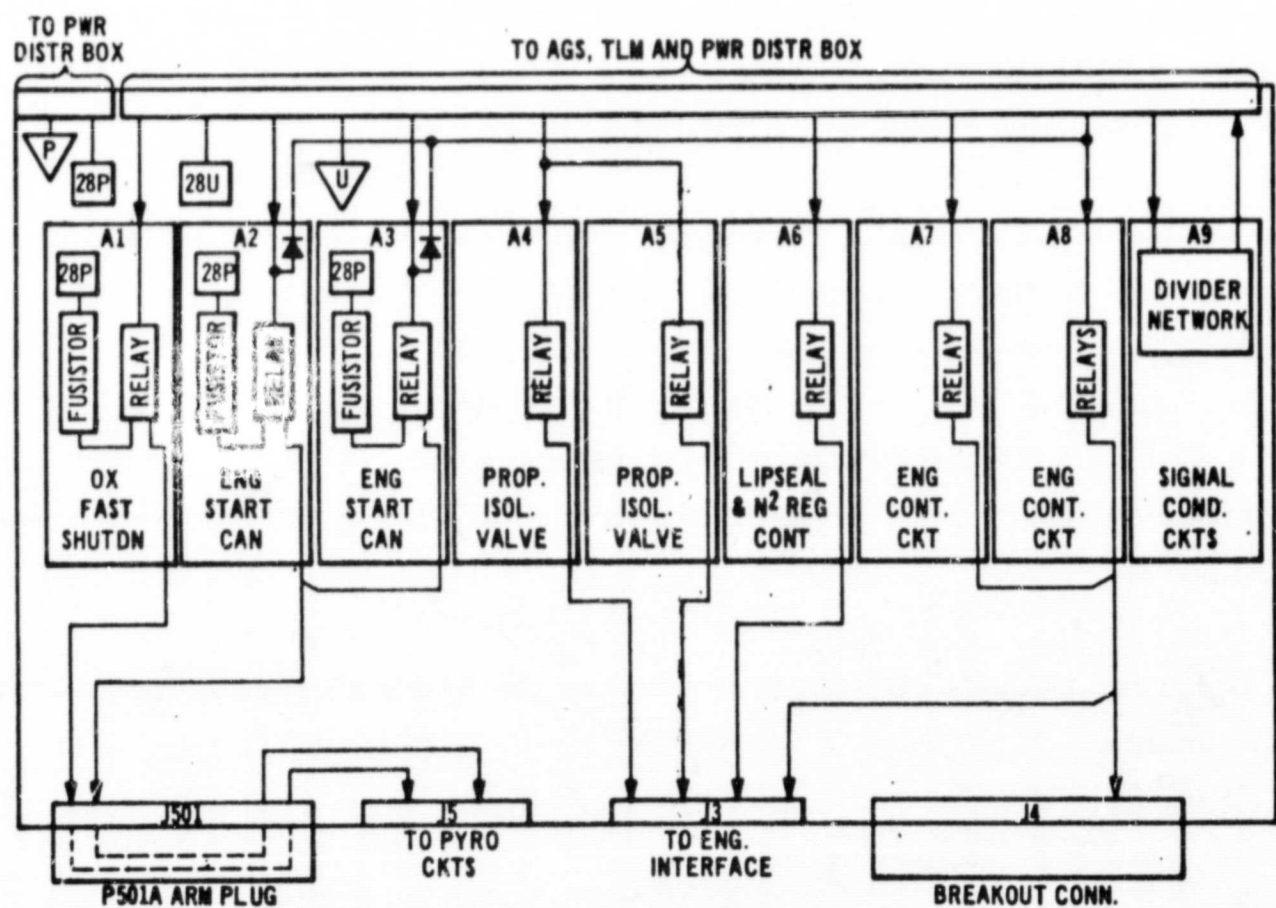 TO PWR
DISTR BOX
TO AGS, TLM AND PWR DISTR BOX
P
28P
28U
U
A1
A2
A3
A4
A5
A6
A7
A8
A9
28P
28P
28P
DIVIDER
NETWORK
FUSISTOR
RELAY
FUSISTOR
RELAY
FUSISTOR
RELAY
RELAY
RELAY
RELAY
RELAY
RELAYS
OX
FAST
SHUTDN
ENG
START
CAN
ENG
START
CAN
PROP.
ISOL.
VALVE
PROP.
ISOL.
VALVE
LIPSEAL
& N² REG
CONT
ENG
CONT.
CKT
ENG
CONT.
CKT
SIGNAL
COND.
CKTS
J501
J5
J3
J4
TO PYRO
CKTS
TO ENG.
INTERFACE
P501A ARM PLUG
BREAKOUT CONN.